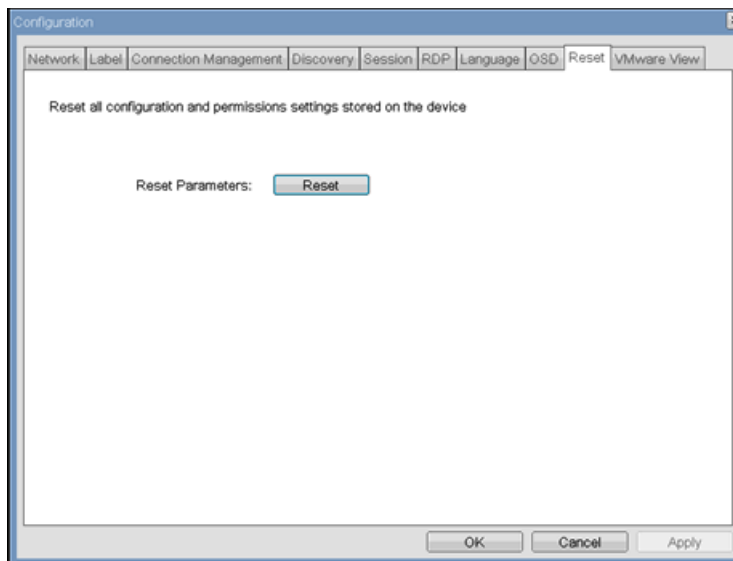 Configuration
Network Label Connection Management Discovery Session RDP Language OSD Reset VMware View
Reset all configuration and permissions settings stored on the device
Reset Parameters: Reset
OK Cancel Apply